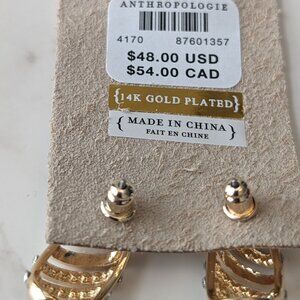 ANTHROPOLOGIE
4170 87601357
$48.00 USD
$54.00 CAD
{14K GOLD PLATED}
{ MADE IN CHINA }
FAIT EN CHINE